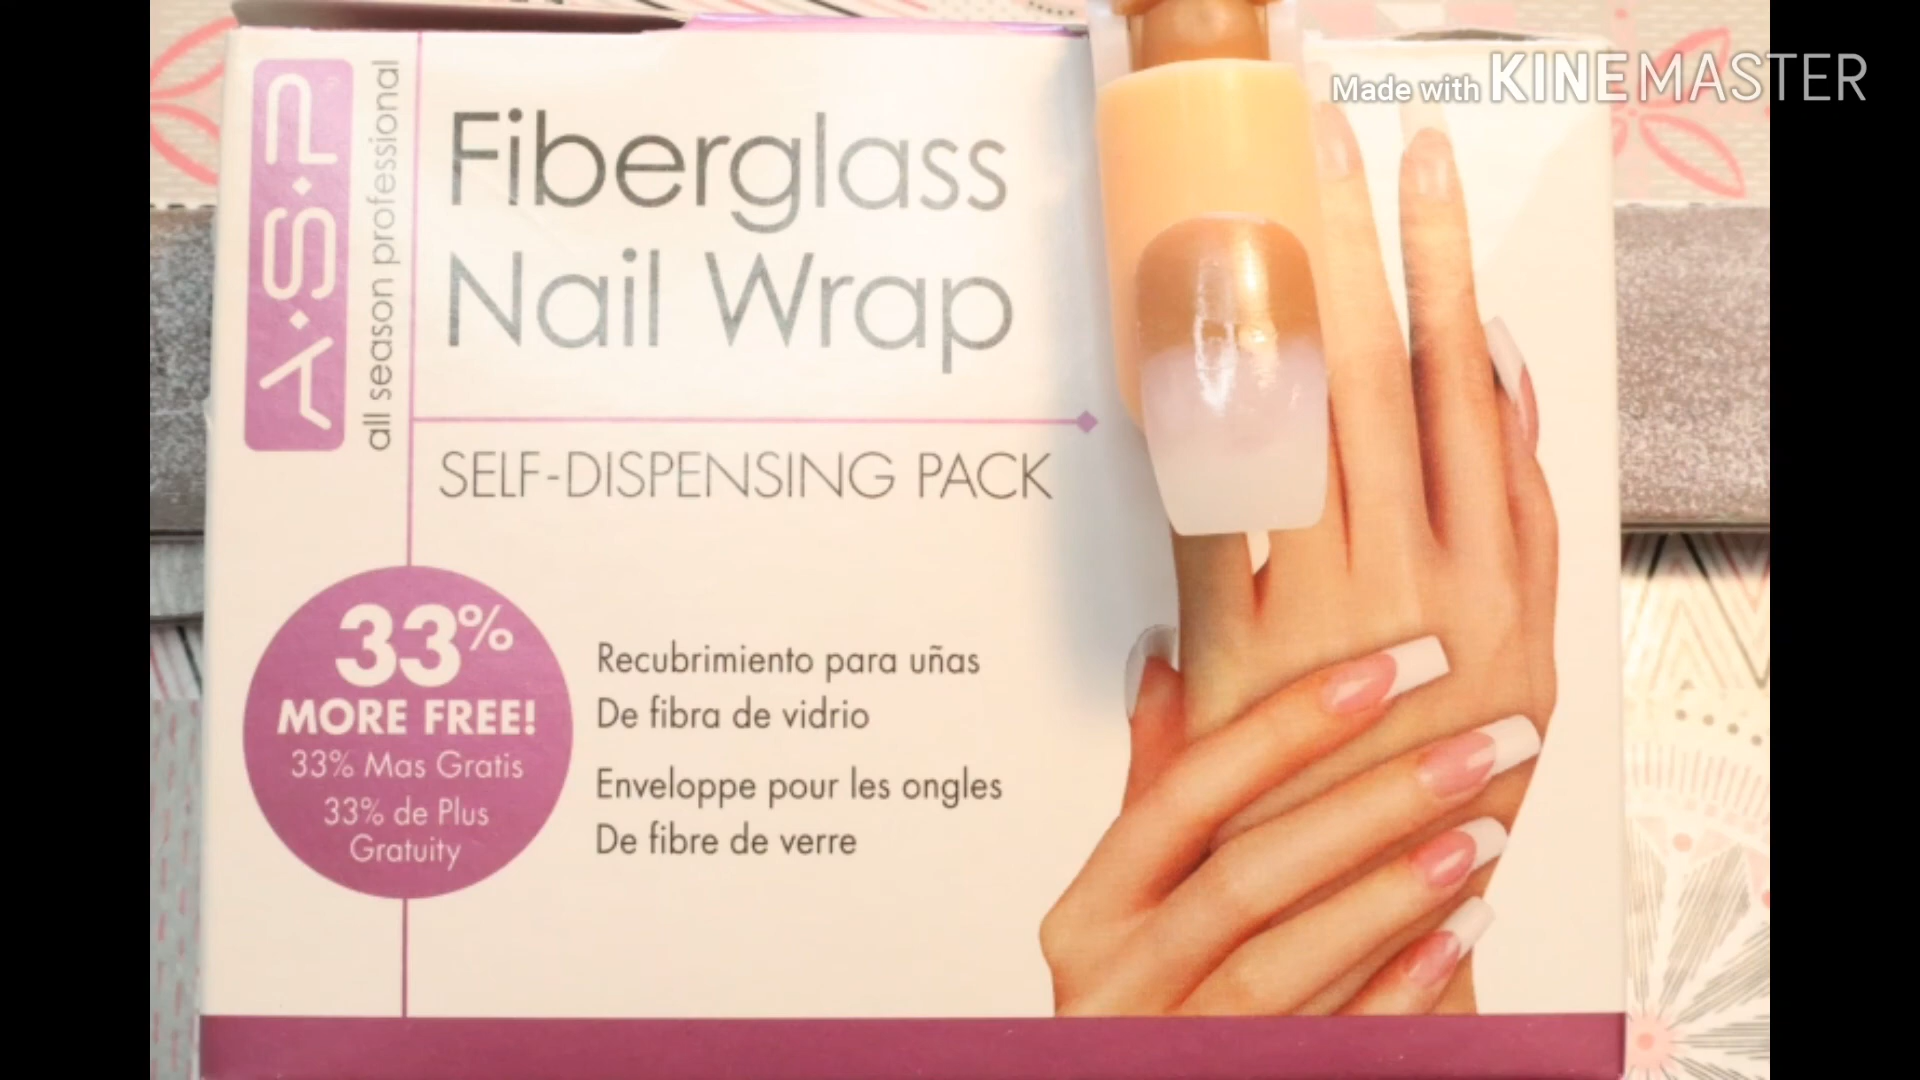 Made with KINEMASTER
A·S·P
all season professional
Fiberglass
Nail Wrap
SELF-DISPENSING PACK
33%
MORE FREE!
33% Mas Gratis
33% de Plus
Gratuity
Recubrimiento para uñas
De fibra de vidrio
Enveloppe pour les ongles
De fibre de verre